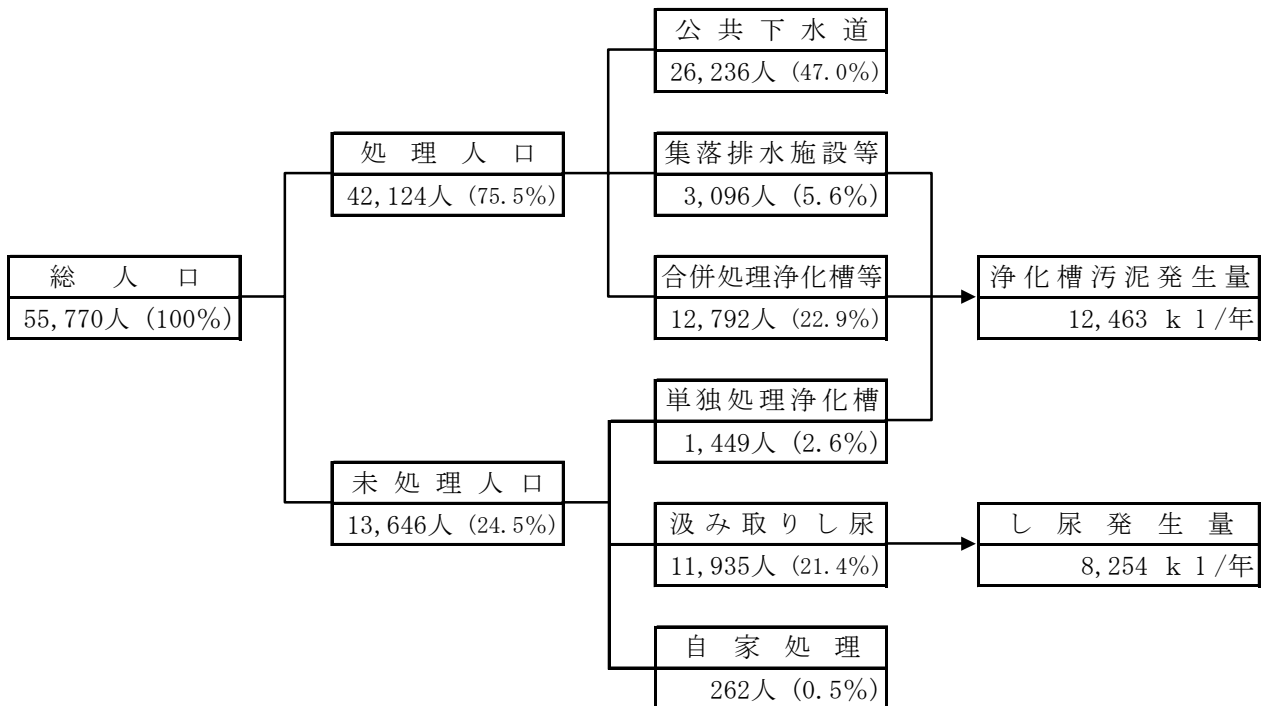 総人口
55,770人 (100%)
処理人口
42,124人 (75.5%)
未処理人口
13,646人 (24.5%)
公共下水道
26,236人 (47.0%)
集落排水施設等
3,096人 (5.6%)
合併処理浄化槽等
12,792人 (22.9%)
単独処理浄化槽
1,449人 (2.6%)
汲み取りし尿
11,935人 (21.4%)
自家処理
262人 (0.5%)
浄化槽汚泥発生量
12,463 kl/年
し尿発生量
8,254 kl/年